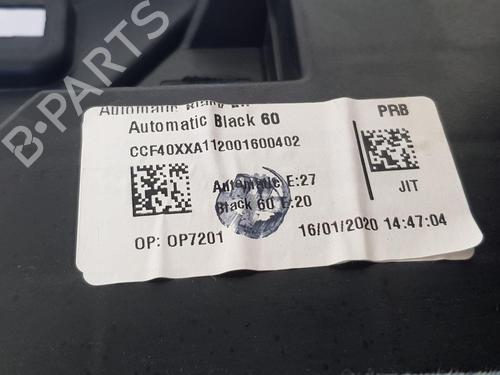 Automatic
Automatic Black 60
PRB
CCF40XXA112001600402
Automatic E:27
Black 60 E:20
JIT
OP: OP7201
16/01/2020 14:47:04
B-PARTS